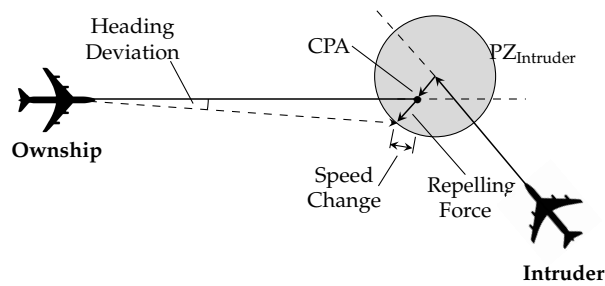 Heading
Deviation
CPA
PZIntruder
Ownship
Speed
Change
Repelling
Force
Intruder